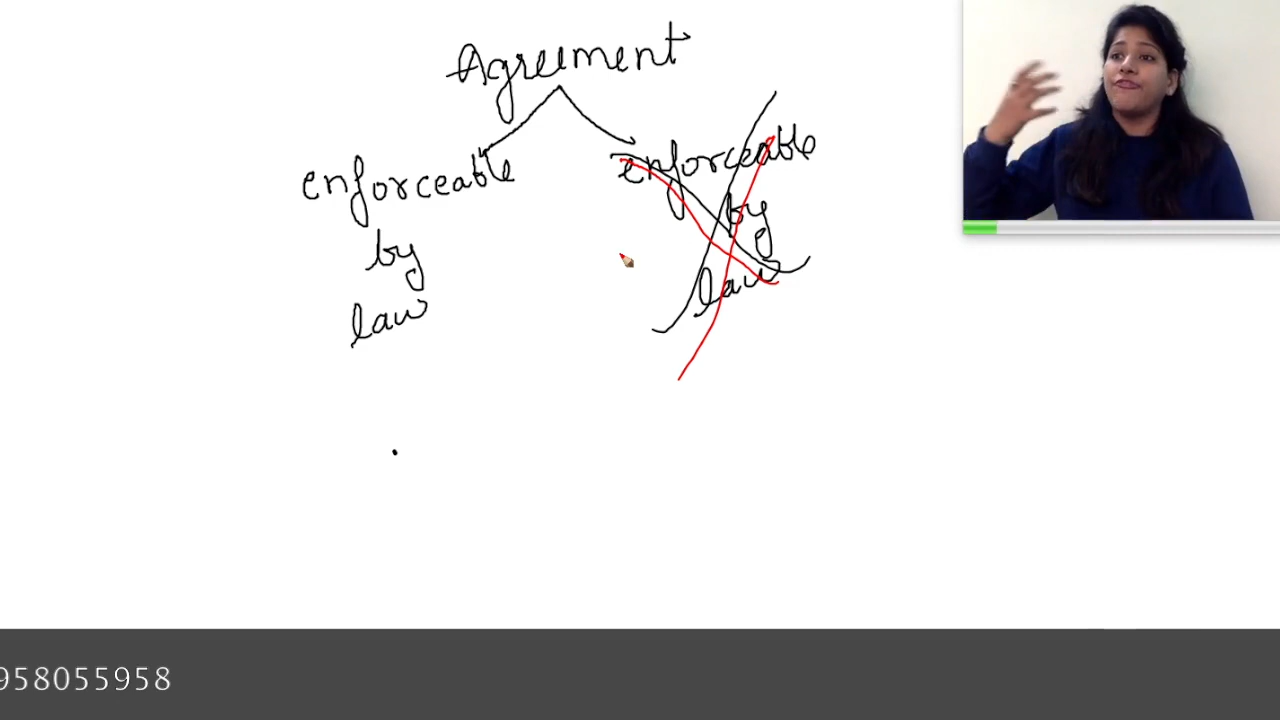 Agreement
enforceable
by
law
enforceable
by
law
958055958